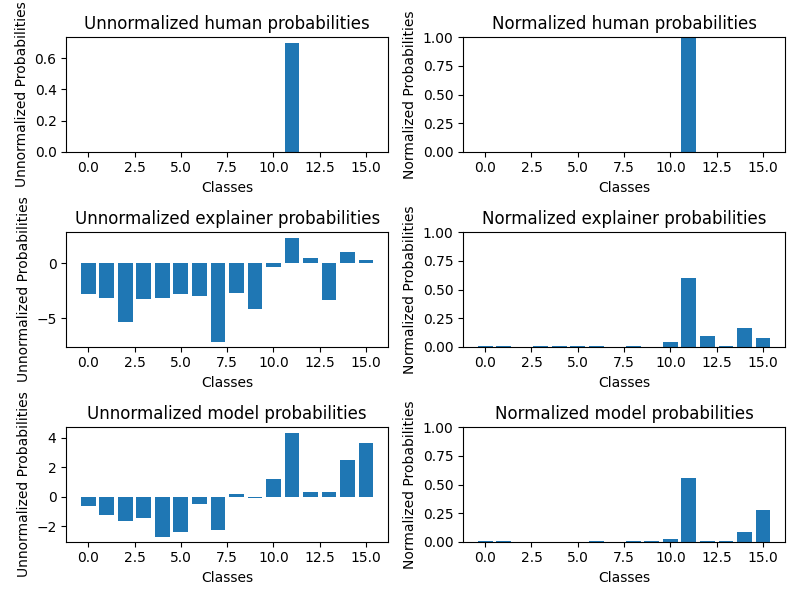 Unnormalized human probabilities
Unnormalized Probabilities
0.6
0.4
0.2
0.0
0.0 2.5 5.0 7.5 10.0 12.5 15.0
Classes
Normalized human probabilities
Normalized Probabilities
1.00
0.75
0.50
0.25
0.00
0.0 2.5 5.0 7.5 10.0 12.5 15.0
Classes
Unnormalized explainer probabilities
Unnormalized Probabilities
0
−5
0.0 2.5 5.0 7.5 10.0 12.5 15.0
Classes
Normalized explainer probabilities
Normalized Probabilities
1.00
0.75
0.50
0.25
0.00
0.0 2.5 5.0 7.5 10.0 12.5 15.0
Classes
Unnormalized model probabilities
Unnormalized Probabilities
4
2
0
−2
0.0 2.5 5.0 7.5 10.0 12.5 15.0
Classes
Normalized model probabilities
Normalized Probabilities
1.00
0.75
0.50
0.25
0.00
0.0 2.5 5.0 7.5 10.0 12.5 15.0
Classes